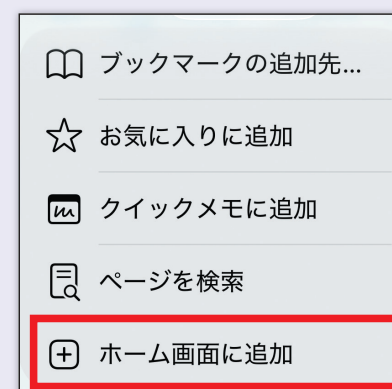 ブックマークの追加先...
お気に入りに追加
クイックメモに追加
ページを検索
ホーム画面に追加